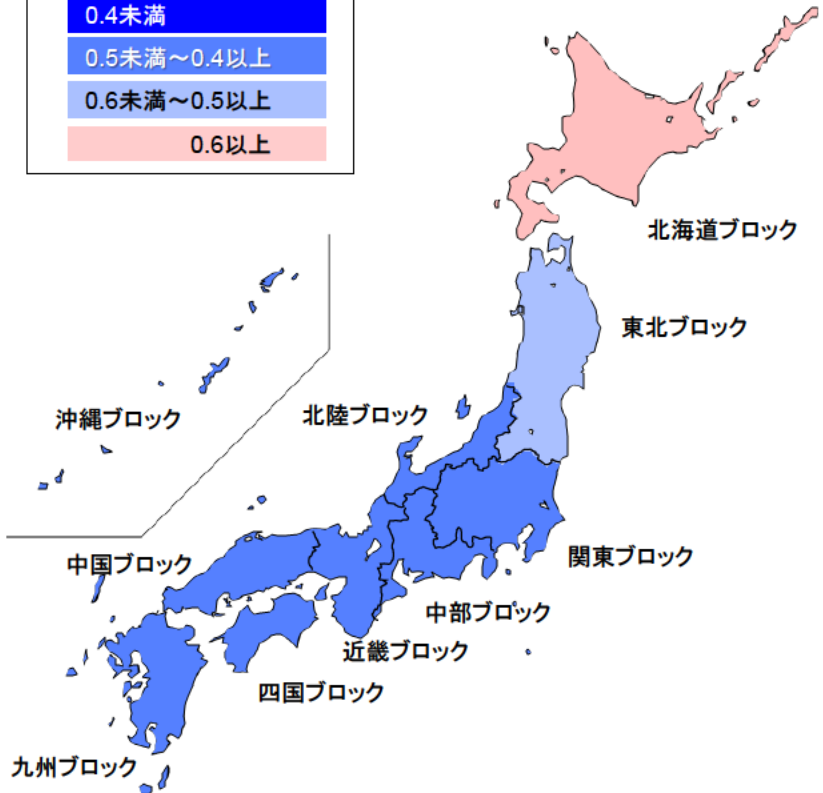 0.4未満
0.5未満～0.4以上
0.6未満～0.5以上
0.6以上
北海道ブロック
東北ブロック
沖縄ブロック
北陸ブロック
中国ブロック
関東ブロック
中部ブロック
近畿ブロック
四国ブロック
九州ブロック